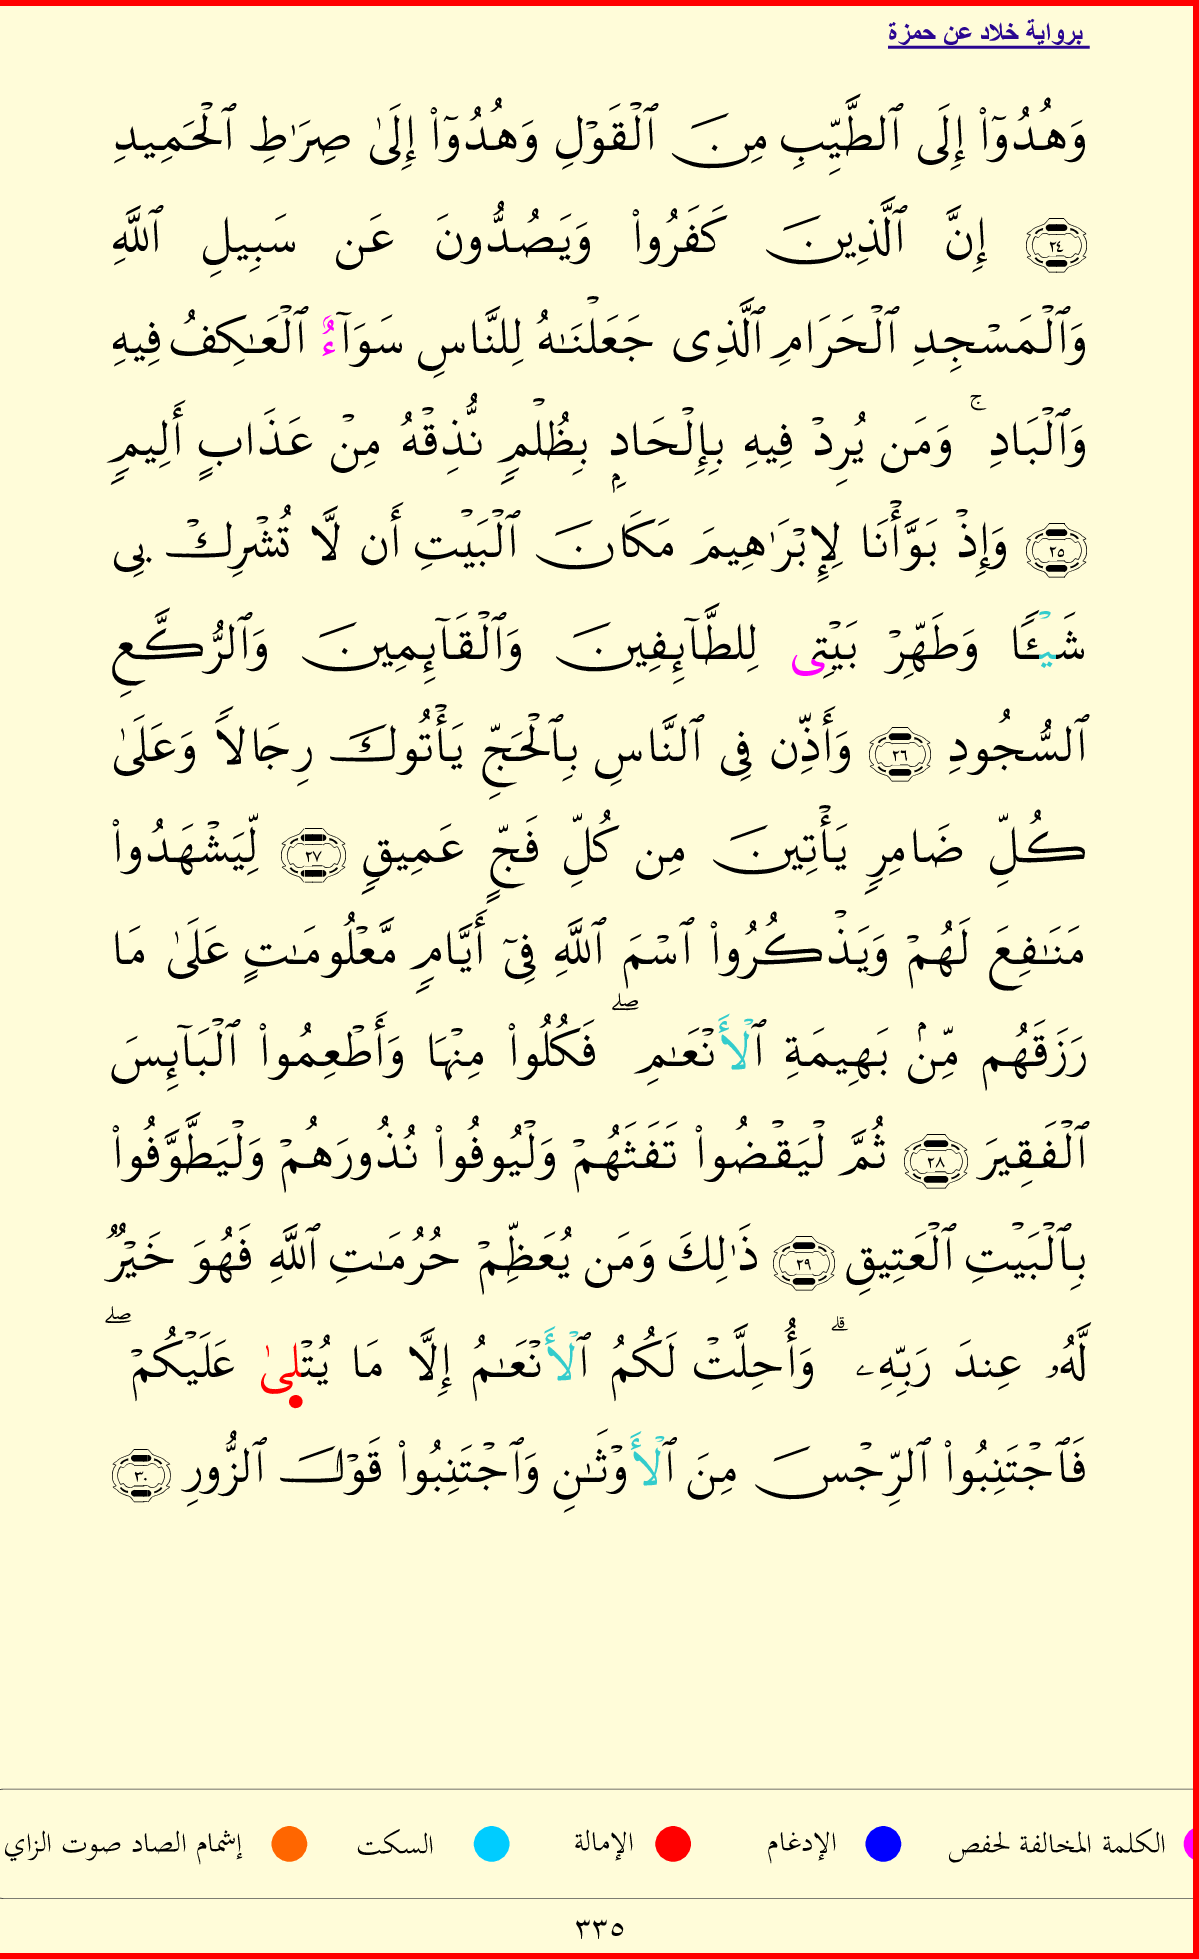 برواية خلاد عن حمزة
وَهُدُوٓاْ إِلَى ٱلطَّيِّبِ مِنَ ٱلْقَوْلِ وَهُدُوٓاْ إِلَىٰ صِرَٰطِ ٱلْحَمِيدِ
٢٤ إِنَّ ٱلَّذِينَ كَفَرُواْ وَيَصُدُّونَ عَن سَبِيلِ ٱللَّهِ
وَٱلْمَسْجِدِ ٱلْحَرَامِ ٱلَّذِى جَعَلْنَـٰهُ لِلنَّاسِ سَوَآءٌ ٱلْعَـٰكِفُ فِيهِ
وَٱلْبَادِ ۚ وَمَن يُرِدْ فِيهِ بِإِلْحَادٍۭ بِظُلْمٍ نُّذِقْهُ مِنْ عَذَابٍ أَلِيمٍ
٢٥ وَإِذْ بَوَّأْنَا لِإِبْرَٰهِيمَ مَكَانَ ٱلْبَيْتِ أَن لَّا تُشْرِكْ بِى
شَيْـًٔا وَطَهِّرْ بَيْتِى لِلطَّآئِفِينَ وَٱلْقَآئِمِينَ وَٱلرُّكَّعِ
ٱلسُّجُودِ ٢٦ وَأَذِّن فِى ٱلنَّاسِ بِٱلْحَجِّ يَأْتُوكَ رِجَالاً وَعَلَىٰ
كُلِّ ضَامِرٍ يَأْتِينَ مِن كُلِّ فَجٍّ عَمِيقٍ ٢٧ لِّيَشْهَدُواْ
مَنَـٰفِعَ لَهُمْ وَيَذْكُرُواْ ٱسْمَ ٱللَّهِ فِىٓ أَيَّامٍ مَّعْلُومَـٰتٍ عَلَىٰ مَا
رَزَقَهُم مِّنۢ بَهِيمَةِ ٱلْأَنْعَـٰمِ ۖ فَكُلُواْ مِنْهَا وَأَطْعِمُواْ ٱلْبَآئِسَ
ٱلْفَقِيرَ ٢٨ ثُمَّ لْيَقْضُواْ تَفَثَهُمْ وَلْيُوفُواْ نُذُورَهُمْ وَلْيَطَّوَّفُواْ
بِٱلْبَيْتِ ٱلْعَتِيقِ ٢٩ ذَٰلِكَ وَمَن يُعَظِّمْ حُرُمَـٰتِ ٱللَّهِ فَهُوَ خَيْرٌ
لَّهُۥ عِندَ رَبِّهِۦ ۗ وَأُحِلَّتْ لَكُمُ ٱلْأَنْعَـٰمُ إِلَّا مَا يُتْلَىٰ عَلَيْكُمْ ۖ
فَٱجْتَنِبُواْ ٱلرِّجْسَ مِنَ ٱلْأَوْثَـٰنِ وَٱجْتَنِبُواْ قَوْلَ ٱلزُّورِ ٣٠
الكلمة المخالفة لحفص الإدغام الإمالة السكت إشمام الصاد صوت الزاي
٣٣٥